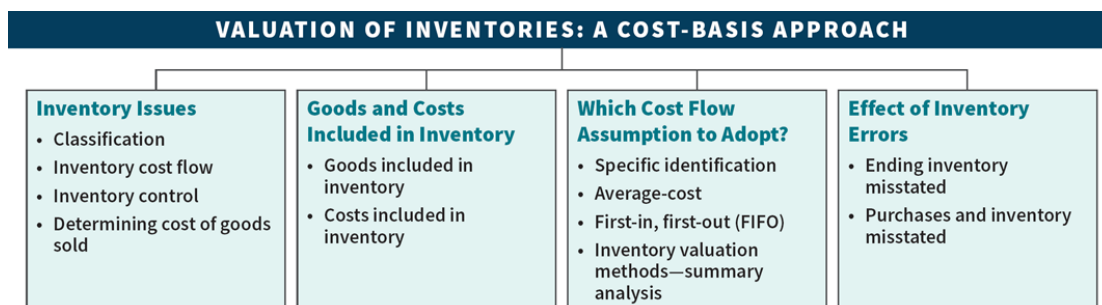 VALUATION OF INVENTORIES: A COST-BASIS APPROACH
Inventory Issues
• Classification
• Inventory cost flow
• Inventory control
• Determining cost of goods
sold
Goods and Costs
Included in Inventory
• Goods included in
inventory
• Costs included in
inventory
Which Cost Flow
Assumption to Adopt?
• Specific identification
• Average-cost
• First-in, first-out (FIFO)
• Inventory valuation
methods—summary
analysis
Effect of Inventory
Errors
• Ending inventory
misstated
• Purchases and inventory
misstated